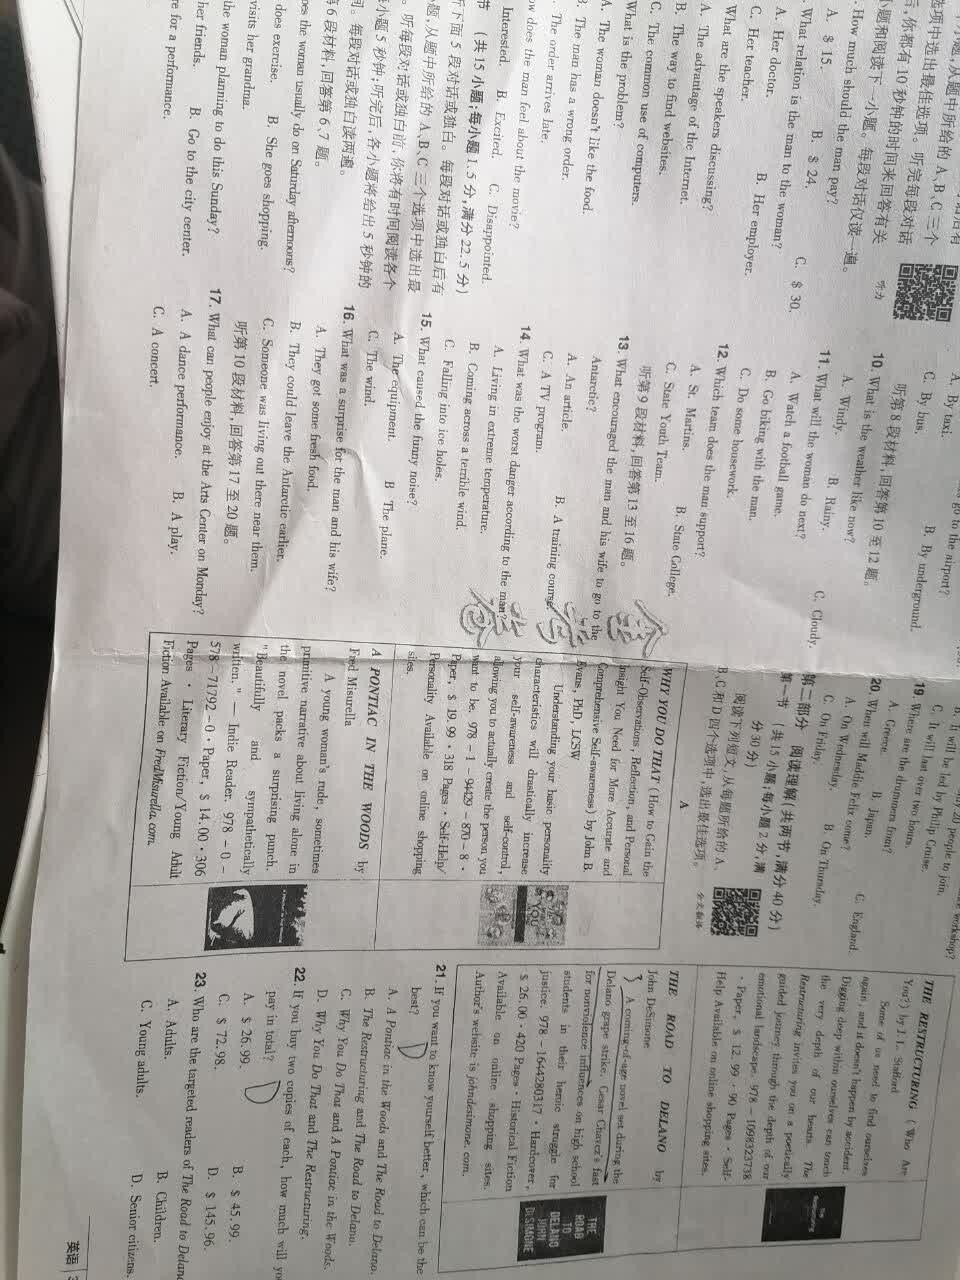 小题,从题中所给的 A、B、C 三个
选项中选出最佳选项。听完每段对话
后,你都有 10 秒钟的时间来回答有关
小题和阅读下一小题。每段对话仅读一遍。
听力
How much should the man pay?
A. $ 15. B. $ 24. C. $ 30.
What relation is the man to the woman?
A. Her doctor. B. Her employer.
C. Her teacher.
What are the speakers discussing?
A. The advantage of the Internet.
B. The way to find websites.
C. The common use of computers.
What is the problem?
A. The woman doesn't like the food.
B. The man has a wrong order.
The order arrives late.
How does the man feel about the movie?
Interested. B. Excited. C. Disappointed.
节 (共 15 小题;每小题 1.5 分,满分 22.5 分)
听下面 5 段对话或独白。每段对话或独白后有
题,从题中所给的 A、B、C 三个选项中选出最
。听每段对话或独白前,你将有时间阅读各个
小题 5 秒钟;听完后,各小题将给出 5 秒钟的
间。每段对话或独白读两遍。
第 6 段材料,回答第 6、7 题。
does the woman usually do on Saturday afternoons?
does exercise. B. She goes shopping.
visits her grandma.
the woman planning to do this Sunday?
her friends. B. Go to the city center.
re for a performance.
go to the airport?
A. By taxi. B. By underground.
C. By bus.
听第 8 段材料,回答第 10 至 12 题。
10. What is the weather like now?
A. Windy. B. Rainy. C. Cloudy.
11. What will the woman do next?
A. Watch a football game.
B. Go biking with the man.
C. Do some housework.
12. Which team does the man support?
A. St. Martins. B. State College.
C. State Youth Team.
听第 9 段材料,回答第 13 至 16 题。
13. What encouraged the man and his wife to go to the
Antarctic?
A. An article. B. A training course.
C. A TV program.
14. What was the worst danger according to the man?
A. Living in extreme temperature.
B. Coming across a terrible wind.
C. Falling into ice holes.
15. What caused the funny noise?
A. The equipment. B The plane.
C. The wind.
16. What was a surprise for the man and his wife?
A. They got some fresh food.
B. They could leave the Antarctic earlier.
C. Someone was living out there near them.
听第 10 段材料,回答第 17 至 20 题。
17. What can people enjoy at the Arts Center on Monday?
A. A dance performance. B. A play.
C. A concert.
workshop?
20 people to join.
B. It will be led by Philip Cruise.
C. It will last over two hours.
19. Where are the drummers from?
A. Greece. B. Japan. C. England.
20. When will Maddie Felix come?
A. On Wednesday. B. On Thursday.
C. On Friday.
第二部分 阅读理解(共两节,满分 40 分)
第一节 (共 15 小题;每小题 2 分,满
分 30 分)
阅读下列短文,从每题所给的 A、
B、C 和 D 四个选项中,选出最佳选项。
全文翻译
A
WHY YOU DO THAT (How to Gain the
Self-Observations, Reflection, and Personal
Insight You Need for More Accurate and
Comprehensive Self-awareness) by John B.
Evans, PhD, LCSW
Understanding your basic personality
characteristics will drastically increase
your self-awareness and self-control,
allowing you to actually create the person you
want to be. 978 - 1 - 94429 - 870 - 8 ·
Paper, $ 19.99 · 318 Pages · Self-Help/
Personality Available on online shopping
sites.
A PONTIAC IN THE WOODS by
Fred Misurella
A young woman's rude, sometimes
primitive narrative about living alone in
the novel packs a surprising punch.
"Beautifully and sympathetically
written." — Indie Reader. 978 - 0 -
578 - 71792 - 0 · Paper, $ 14.00 · 306
Pages · Literary Fiction/Young Adult
Fiction Available on FredMisurella.com.
金考卷
THE RESTRUCTURING (Who Are
You?) by J.L. Stafford
Some of us need to find ourselves
again, and it doesn't happen by accident.
Digging deep within ourselves can touch
the very depth of our hearts. The
Restructuring invites you on a poetically
guided journey through the depth of our
emotional landscape. 978 - 1098323738
· Paper, $ 12.99 · 90 Pages · Self-
Help Available on online shopping sites.
THE ROAD TO DELANO by
John DeSimone
A coming-of-age novel set during the
Delano grape strike, Cesar Chavez's fast
for nonviolence influences on high school
students in their heroic struggle for
justice. 978 - 1644280317 · Hardcover,
$ 26.00 · 420 Pages · Historical Fiction
Available on online shopping sites.
Author's website is johndesimone.com.
THE ROAD TO DELANO JOHN DESIMONE
21. If you want to know yourself better, which can be the
best? D
A. A Pontiac in the Woods and The Road to Delano.
B. The Restructuring and The Road to Delano.
C. Why You Do That and A Pontiac in the Woods.
D. Why You Do That and The Restructuring.
22. If you buy two copies of each, how much will you
pay in total? D
A. $ 26.99. B. $ 45.99.
C. $ 72.98. D. $ 145.96.
23. Who are the targeted readers of The Road to Delano
A. Adults. B. Children.
C. Young adults. D. Senior citizens.
英语